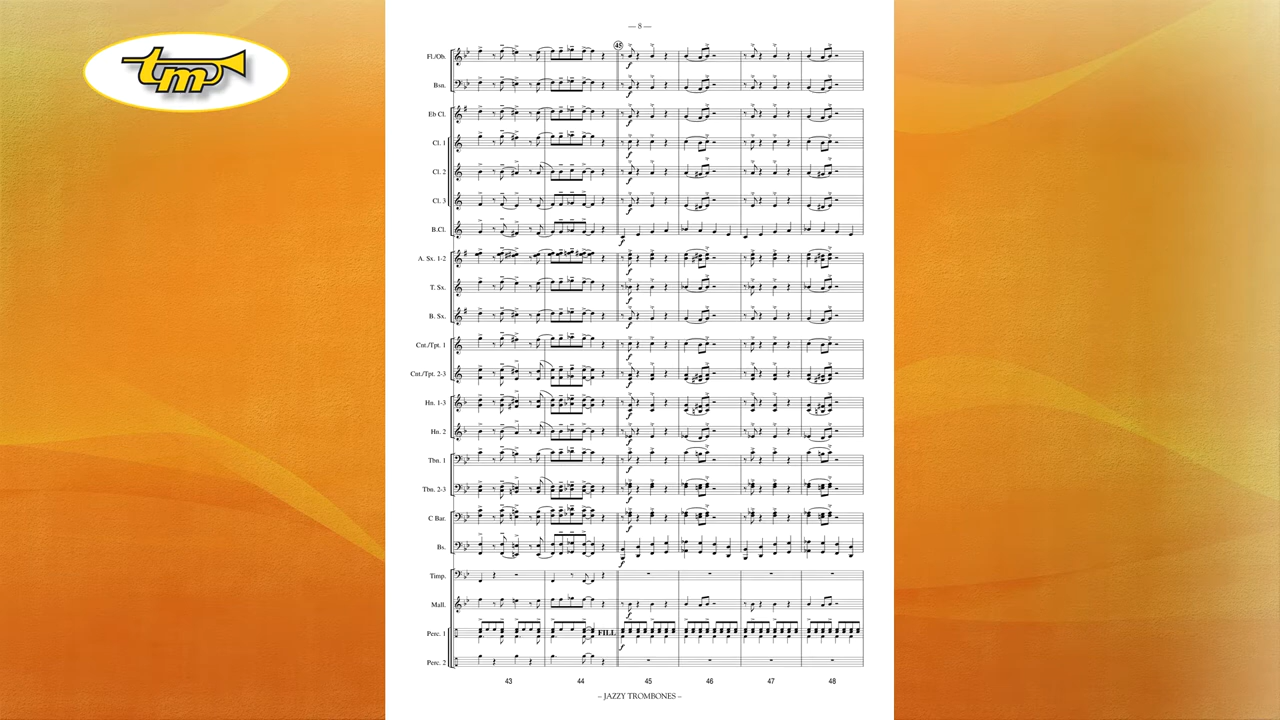 tm
— 8 —
45
Fl./Ob.
f
Bsn.
f
Eb Cl.
f
Cl. 1
f
Cl. 2
f
Cl. 3
f
B.Cl.
f
A. Sx. 1-2
f
T. Sx.
f
B. Sx.
f
Cnt./Tpt. 1
f
Cnt./Tpt. 2-3
f
Hn. 1-3
f
Hn. 2
f
Tbn. 1
f
Tbn. 2-3
f
C Bar.
f
Bs.
f
Timp.
Mall.
f
Perc. 1 FILL
f
Perc. 2
43 44 45 46 47 48
– JAZZY TROMBONES –